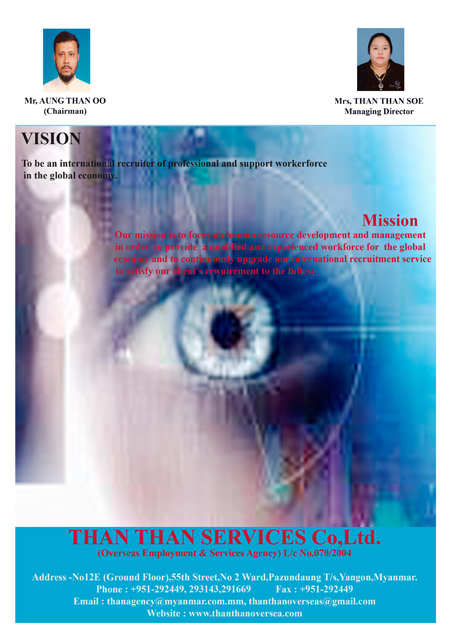 Mr, AUNG THAN OO
(Chairman)
Mrs, THAN THAN SOE
Managing Director
VISION
To be an international recruiter of professional and support workerforce
in the global economy.
Mission
Our mission is to focus on human resource development and management
in order to provide a qualified and experienced workforce for the global
economy and to continuously upgrade our international recruitment service
to satisfy our client's rewuirement to the fullest
THAN THAN SERVICES Co,Ltd.
(Overseas Employment & Services Agency) L/c No.070/2004
Address -No12E (Ground Floor),55th Street,No 2 Ward,Pazundaung T/s,Yangon,Myanmar.
Phone : +951-292449, 293143,291669 Fax : +951-292449
Email : thanagency@myanmar.com.mm, thanthanoverseas@gmail.com
Website : www.thanthanoversea.com